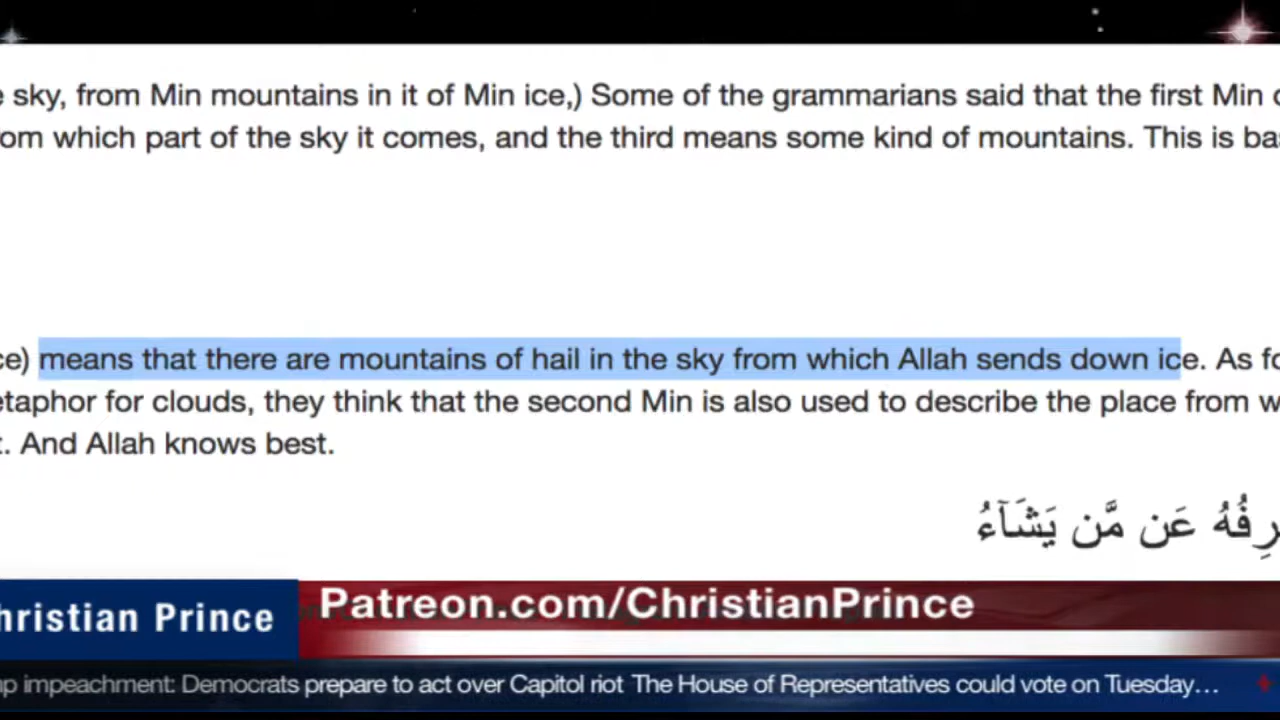 sky, from Min mountains in it of Min ice,) Some of the grammarians said that the first Min
om which part of the sky it comes, and the third means some kind of mountains. This is ba
ce) means that there are mountains of hail in the sky from which Allah sends down ice. As fo
etaphor for clouds, they think that the second Min is also used to describe the place from w
t. And Allah knows best.
رِفُهُ عَن مَّن يَشَآءُ
hristian Prince
Patreon.com/ChristianPrince
mp impeachment: Democrats prepare to act over Capitol riot The House of Representatives could vote on Tuesday...